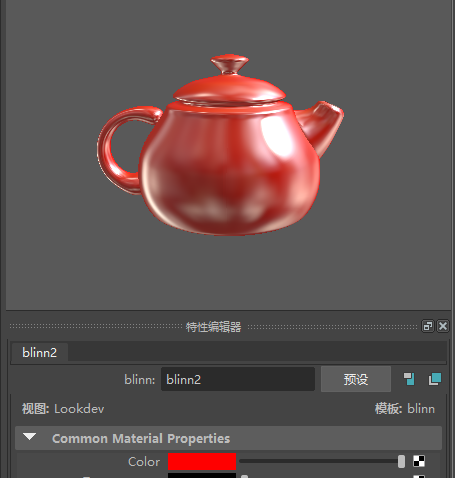 特性编辑器
blinn2
blinn: blinn2 预设
视图: Lookdev 模板: blinn
Common Material Properties
Color